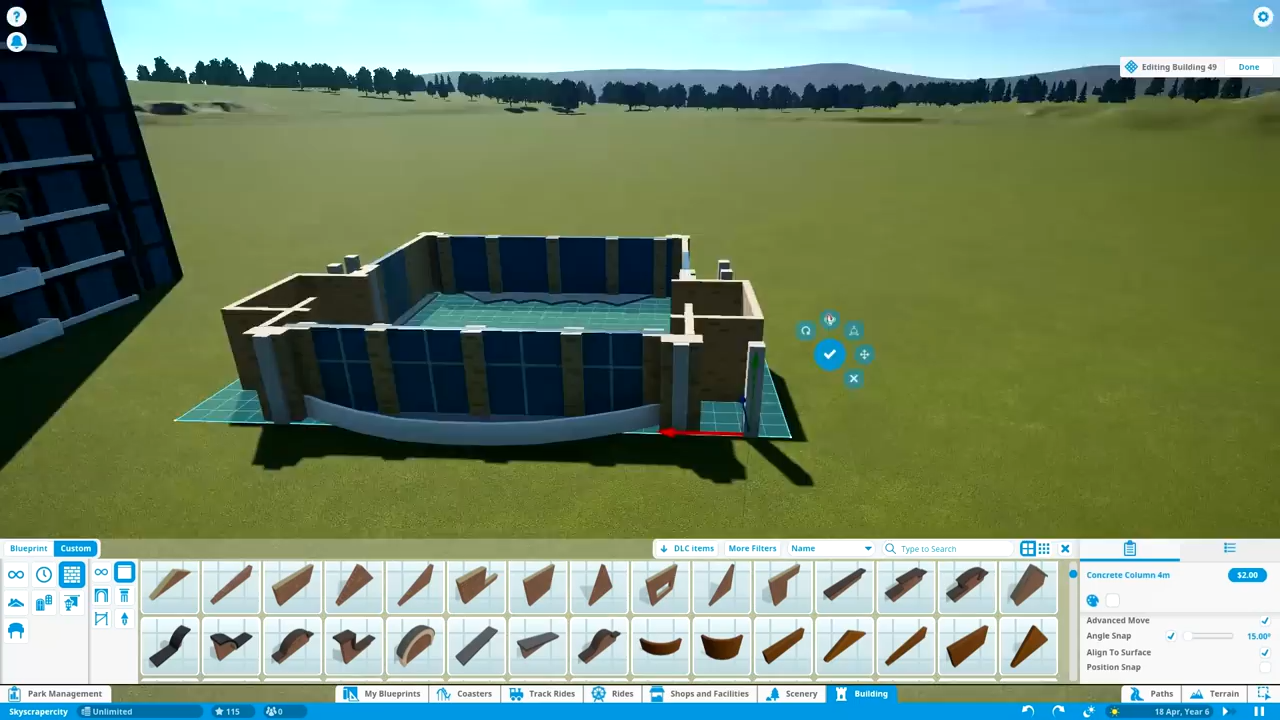 ?
Editing Building 49 Done
Blueprint Custom
DLC items More Filters Name Type to Search
Concrete Column 4m $2.00
Advanced Move
Angle Snap 15.00°
Align To Surface
Position Snap
Park Management My Blueprints Coasters Track Rides Rides Shops and Facilities Scenery Building Paths Terrain
Skyscrapercity Unlimited 115 0 18 Apr, Year 6